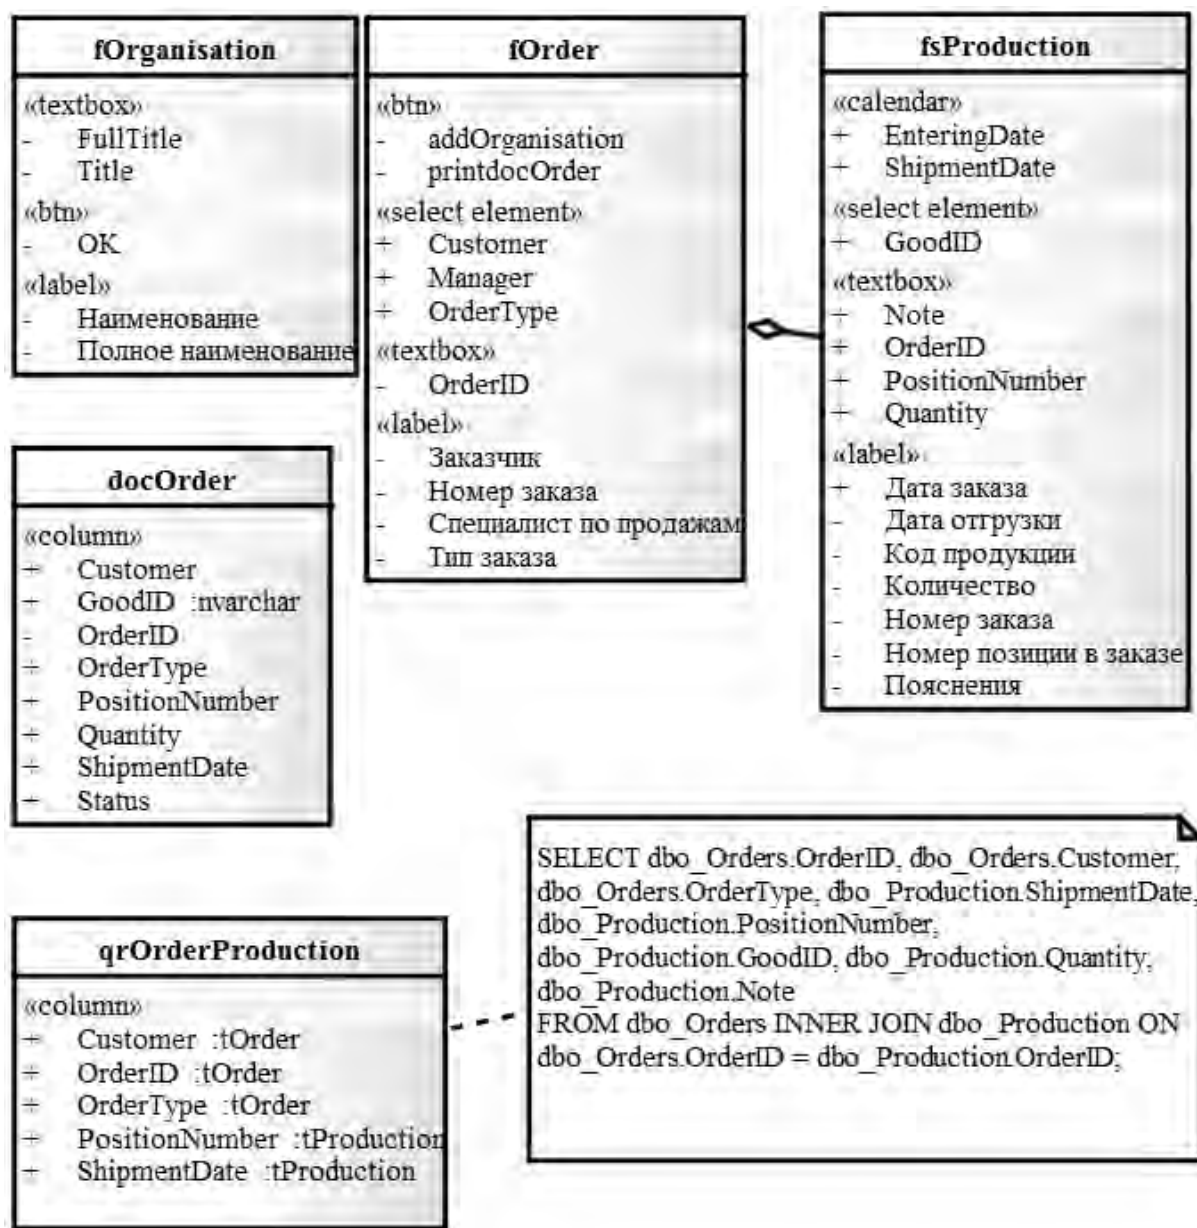 fOrganisation
«textbox»
- FullTitle
- Title
«btn»
- OK
«label»
- Наименование
- Полное наименование
fOrder
«btn»
- addOrganisation
- printdocOrder
«select element»
+ Customer
+ Manager
+ OrderType
«textbox»
- OrderID
«label»
- Заказчик
- Номер заказа
- Специалист по продажам
- Тип заказа
fsProduction
«calendar»
+ EnteringDate
+ ShipmentDate
«select element»
+ GoodID
«textbox»
+ Note
+ OrderID
+ PositionNumber
+ Quantity
«label»
+ Дата заказа
- Дата отгрузки
- Код продукции
- Количество
- Номер заказа
- Номер позиции в заказе
- Пояснения
docOrder
«column»
+ Customer
+ GoodID :nvarchar
- OrderID
+ OrderType
+ PositionNumber
+ Quantity
+ ShipmentDate
+ Status
qrOrderProduction
«column»
+ Customer :tOrder
+ OrderID :tOrder
+ OrderType :tOrder
+ PositionNumber :tProduction
+ ShipmentDate :tProduction
SELECT dbo_Orders.OrderID, dbo_Orders.Customer,
dbo_Orders.OrderType, dbo_Production.ShipmentDate,
dbo_Production.PositionNumber,
dbo_Production.GoodID, dbo_Production.Quantity,
dbo_Production.Note
FROM dbo_Orders INNER JOIN dbo_Production ON
dbo_Orders.OrderID = dbo_Production.OrderID;